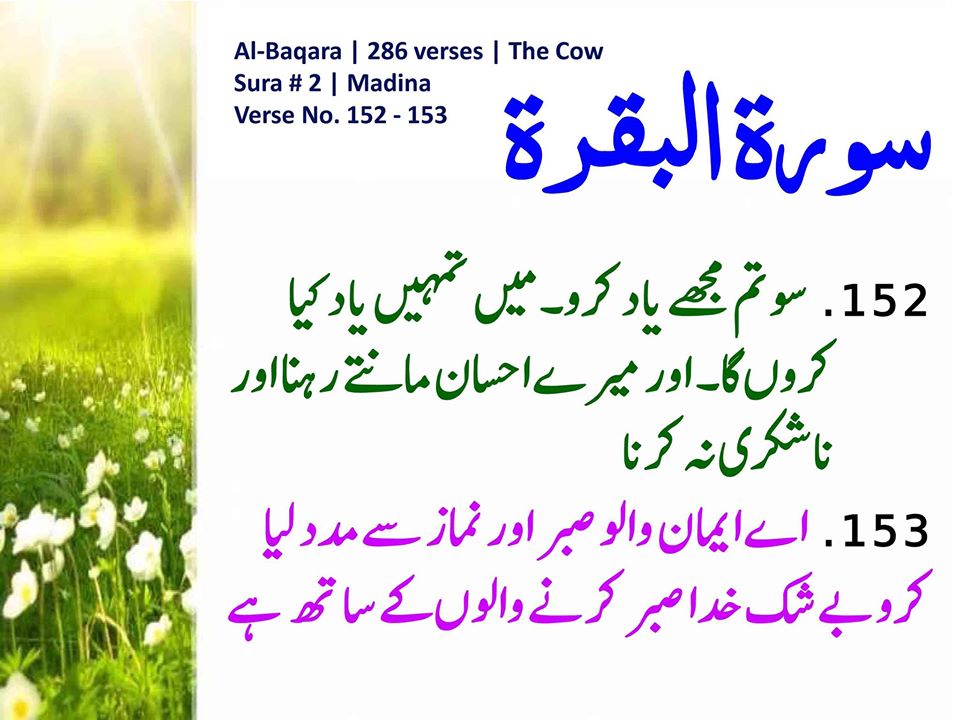 Al-Baqara | 286 verses | The Cow
Sura # 2 | Madina
Verse No. 152 - 153
سورة البقرة
152. سو تم مجھے یاد کرو۔ میں تمہیں یاد کیا
کروں گا۔ اور میرے احسان مانتے رہنا اور
ناشکری نہ کرنا
153. اے ایمان والو صبر اور نماز سے مدد لیا
کرو بے شک خدا صبر کرنے والوں کے ساتھ ہے